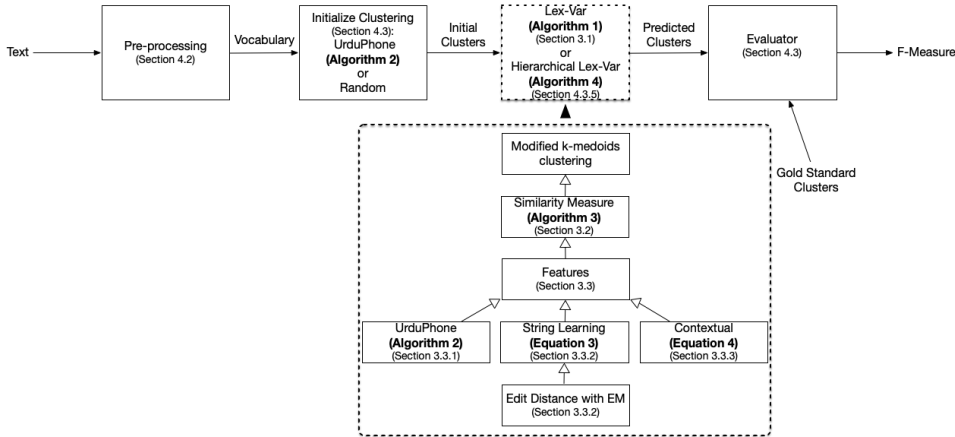 Text
Pre-processing
(Section 4.2)
Vocabulary
Initialize Clustering
(Section 4.3):
UrduPhone
(Algorithm 2)
or
Random
Initial
Clusters
Lex-Var
(Algorithm 1)
(Section 3.1)
or
Hierarchical Lex-Var
(Algorithm 4)
(Section 4.3.5)
Predicted
Clusters
Evaluator
(Section 4.3)
F-Measure
Gold Standard
Clusters
Modified k-medoids
clustering
Similarity Measure
(Algorithm 3)
(Section 3.2)
Features
(Section 3.3)
UrduPhone
(Algorithm 2)
(Section 3.3.1)
String Learning
(Equation 3)
(Section 3.3.2)
Contextual
(Equation 4)
(Section 3.3.3)
Edit Distance with EM
(Section 3.3.2)